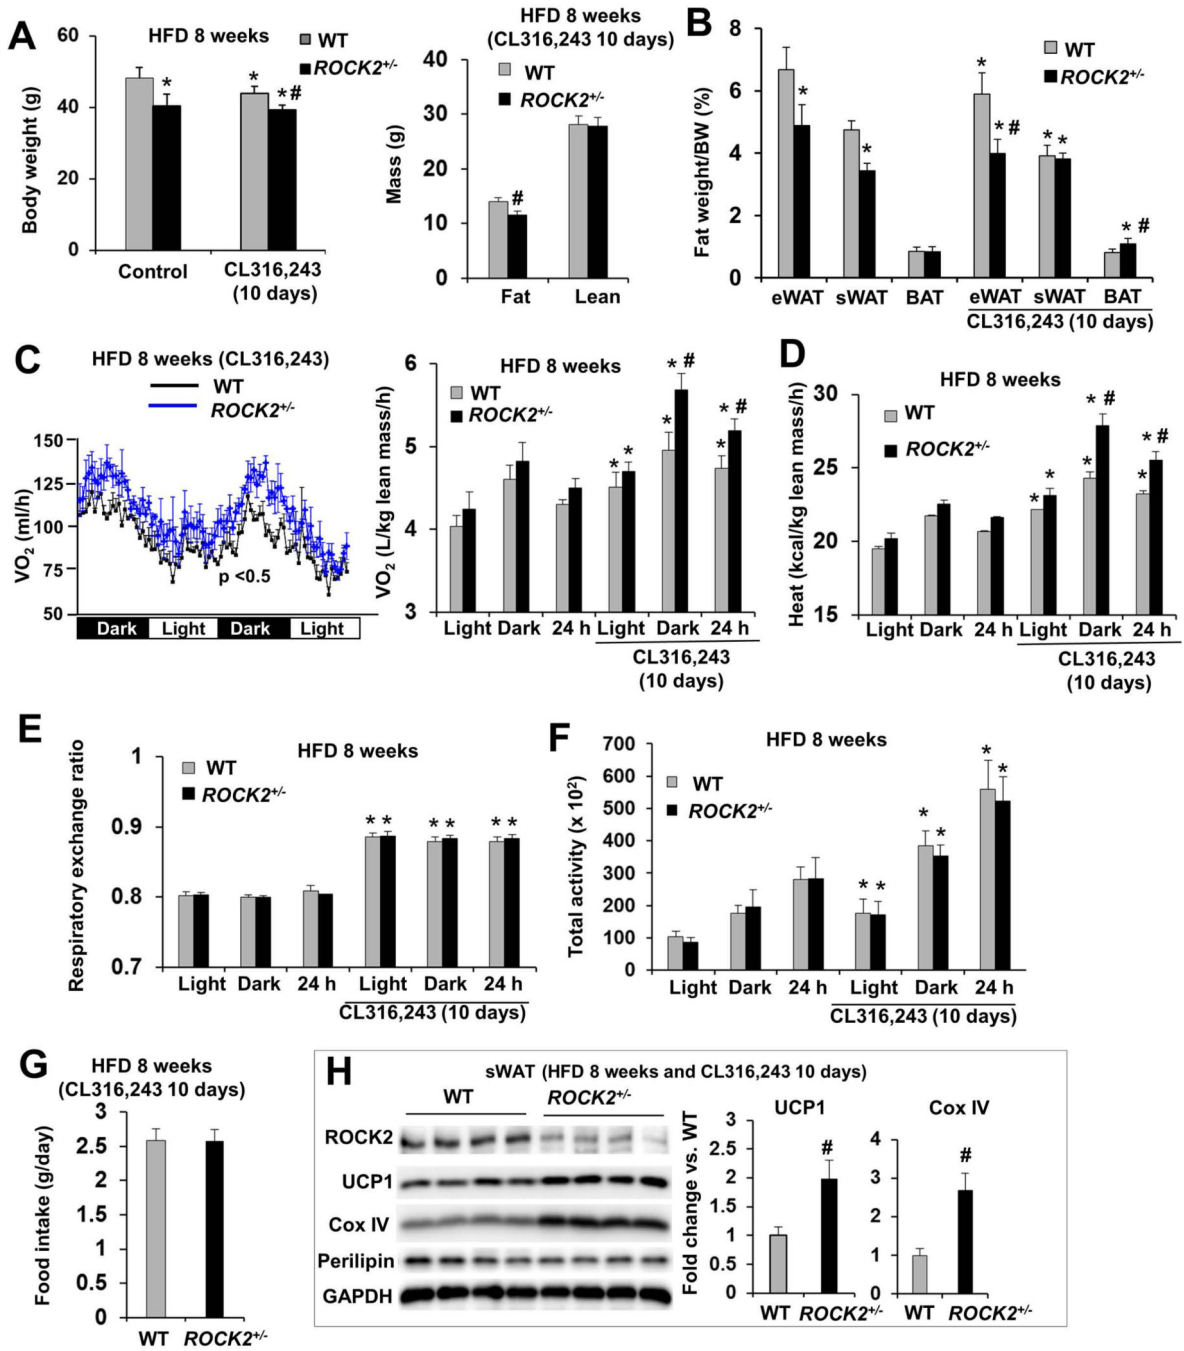 A
HFD 8 weeks
WT
ROCK2+/-
Body weight (g)
60
40
20
0
*
*
*#
Control
CL316,243
(10 days)
HFD 8 weeks
(CL316,243 10 days)
WT
ROCK2+/-
Mass (g)
40
30
20
10
0
#
Fat
Lean
B
WT
ROCK2+/-
Fat weight/BW (%)
8
6
4
2
0
*
*
*
*#
*
*
*#
eWAT
sWAT
BAT
eWAT
sWAT
BAT
CL316,243 (10 days)
C
HFD 8 weeks (CL316,243)
WT
ROCK2+/-
VO2 (ml/h)
150
125
100
75
50
p <0.5
Dark
Light
Dark
Light
HFD 8 weeks
WT
ROCK2+/-
VO2 (L/kg lean mass/h)
6
5
4
3
*
*
*
*#
*
*#
Light
Dark
24 h
Light
Dark
24 h
CL316,243
(10 days)
D
HFD 8 weeks
WT
ROCK2+/-
Heat (kcal/kg lean mass/h)
30
25
20
15
*
*
*
*#
*
*#
Light
Dark
24 h
Light
Dark
24 h
CL316,243
(10 days)
E
HFD 8 weeks
WT
ROCK2+/-
Respiratory exchange ratio
1
0.9
0.8
0.7
**
**
**
Light
Dark
24 h
Light
Dark
24 h
CL316,243 (10 days)
F
HFD 8 weeks
WT
ROCK2+/-
Total activity (x 10²)
700
600
500
400
300
200
100
0
*
*
*
*
*
*
Light
Dark
24 h
Light
Dark
24 h
CL316,243 (10 days)
G
HFD 8 weeks
(CL316,243 10 days)
Food intake (g/day)
3
2.5
2
1.5
1
0.5
0
WT
ROCK2+/-
H
sWAT (HFD 8 weeks and CL316,243 10 days)
WT
ROCK2+/-
ROCK2
UCP1
Cox IV
Perilipin
GAPDH
Fold change vs. WT
UCP1
3
2.5
2
1.5
1
0.5
0
#
WT
ROCK2+/-
Cox IV
4
3
2
1
0
#
WT
ROCK2+/-